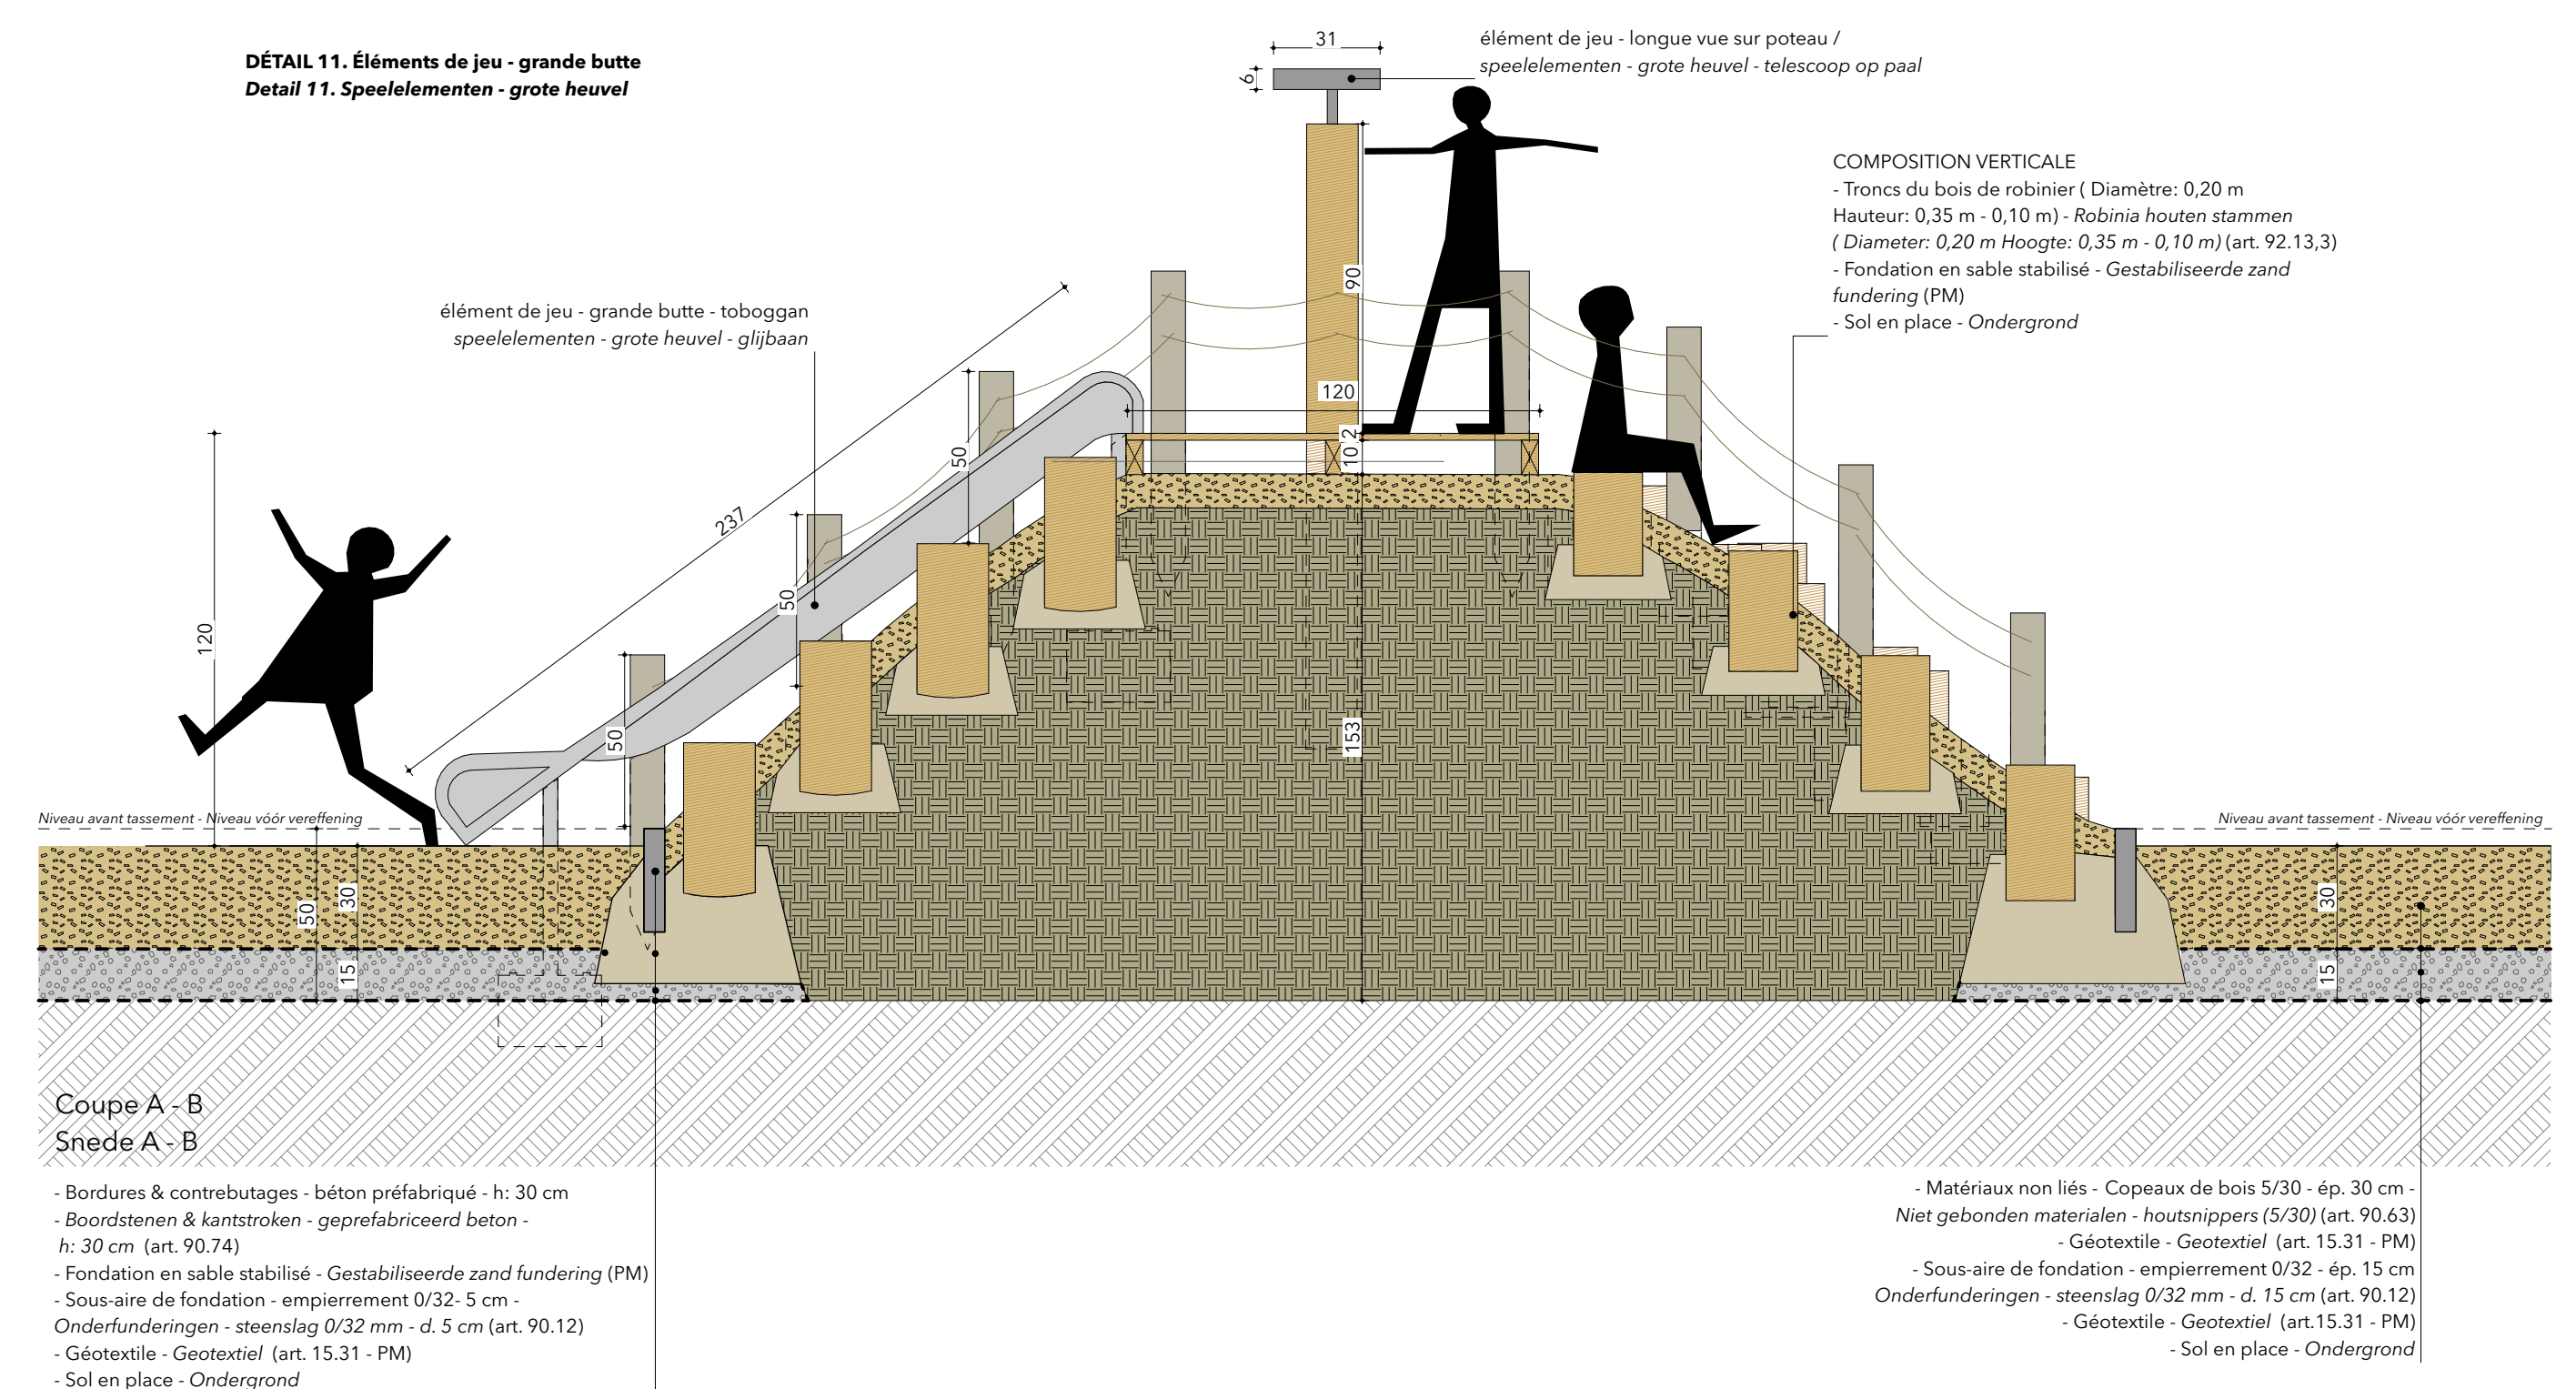 DÉTAIL 11. Éléments de jeu - grande butte
Detail 11. Speelelementen - grote heuvel
31
6
élément de jeu - longue vue sur poteau /
speelelementen - grote heuvel - telescoop op paal
COMPOSITION VERTICALE
- Troncs du bois de robinier ( Diamètre: 0,20 m
Hauteur: 0,35 m - 0,10 m) - Robinia houten stammen
( Diameter: 0,20 m Hoogte: 0,35 m - 0,10 m) (art. 92.13,3)
- Fondation en sable stabilisé - Gestabiliseerde zand
fundering (PM)
- Sol en place - Ondergrond
élément de jeu - grande butte - toboggan
speelelementen - grote heuvel - glijbaan
90
120
2
10
50
237
50
120
50
153
Niveau avant tassement - Niveau vóór vereffening
Niveau avant tassement - Niveau vóór vereffening
50
30
15
30
15
Coupe A - B
Snede A - B
- Bordures & contrebutages - béton préfabriqué - h: 30 cm
- Boordstenen & kantstroken - geprefabriceerd beton -
h: 30 cm (art. 90.74)
- Fondation en sable stabilisé - Gestabiliseerde zand fundering (PM)
- Sous-aire de fondation - empierrement 0/32- 5 cm -
Onderfunderingen - steenslag 0/32 mm - d. 5 cm (art. 90.12)
- Géotextile - Geotextiel (art. 15.31 - PM)
- Sol en place - Ondergrond
- Matériaux non liés - Copeaux de bois 5/30 - ép. 30 cm -
Niet gebonden materialen - houtsnippers (5/30) (art. 90.63)
- Géotextile - Geotextiel (art. 15.31 - PM)
- Sous-aire de fondation - empierrement 0/32 - ép. 15 cm
Onderfunderingen - steenslag 0/32 mm - d. 15 cm (art. 90.12)
- Géotextile - Geotextiel (art.15.31 - PM)
- Sol en place - Ondergrond